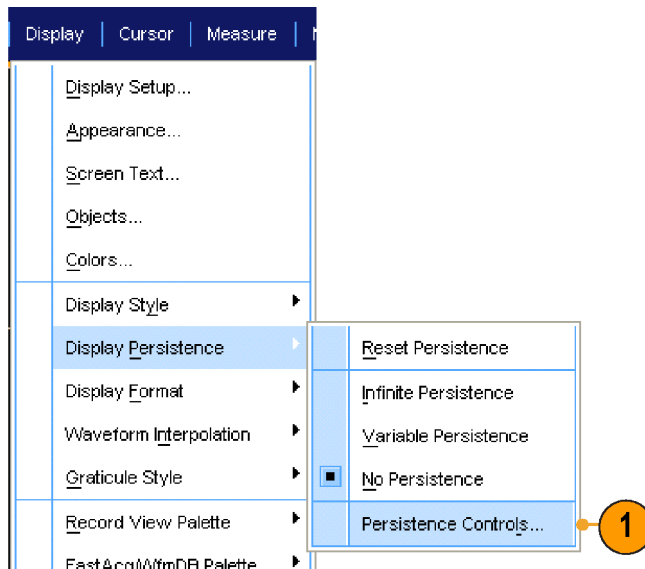 Display | Cursor | Measure |
Display Setup...
Appearance...
Screen Text...
Objects...
Colors...
Display Style
Display Persistence
Reset Persistence
Display Format
Infinite Persistence
Waveform Interpolation
Variable Persistence
Graticule Style
No Persistence
Record View Palette
Persistence Controls...
1
FastAcq/WfmDB Palette